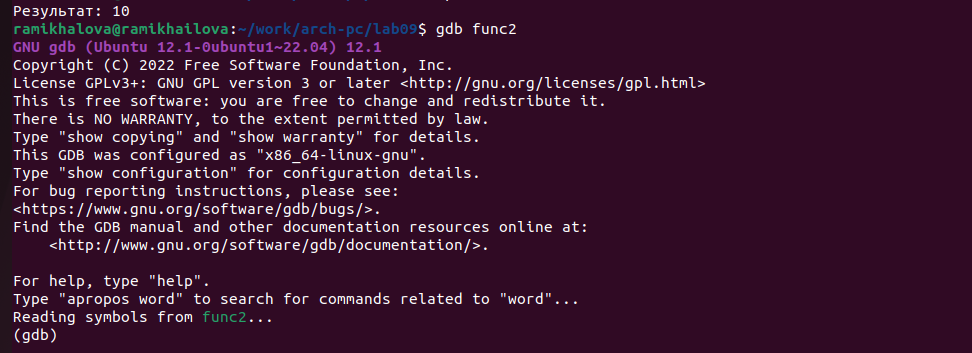 Результат: 10
ramikhalova@ramikhailova:~/work/arch-pc/lab09$ gdb func2
GNU gdb (Ubuntu 12.1-0ubuntu1~22.04) 12.1
Copyright (C) 2022 Free Software Foundation, Inc.
License GPLv3+: GNU GPL version 3 or later <http://gnu.org/licenses/gpl.html>
This is free software: you are free to change and redistribute it.
There is NO WARRANTY, to the extent permitted by law.
Type "show copying" and "show warranty" for details.
This GDB was configured as "x86_64-linux-gnu".
Type "show configuration" for configuration details.
For bug reporting instructions, please see:
<https://www.gnu.org/software/gdb/bugs/>.
Find the GDB manual and other documentation resources online at:
    <http://www.gnu.org/software/gdb/documentation/>.

For help, type "help".
Type "apropos word" to search for commands related to "word"...
Reading symbols from func2...
(gdb)